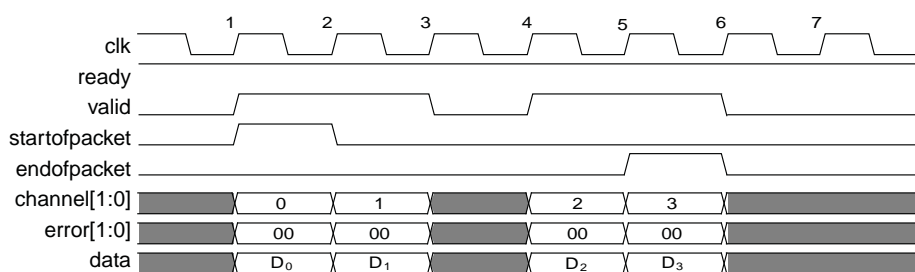 1 2 3 4 5 6 7
clk
ready
valid
startofpacket
endofpacket
channel[1:0] 0 1 2 3
error[1:0] 00 00 00 00
data D₀ D₁ D₂ D₃